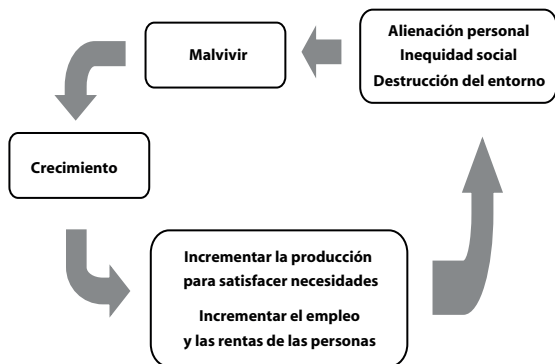 Malvivir
Alienación personal
Inequidad social
Destrucción del entorno
Crecimiento
Incrementar la producción
para satisfacer necesidades
Incrementar el empleo
y las rentas de las personas